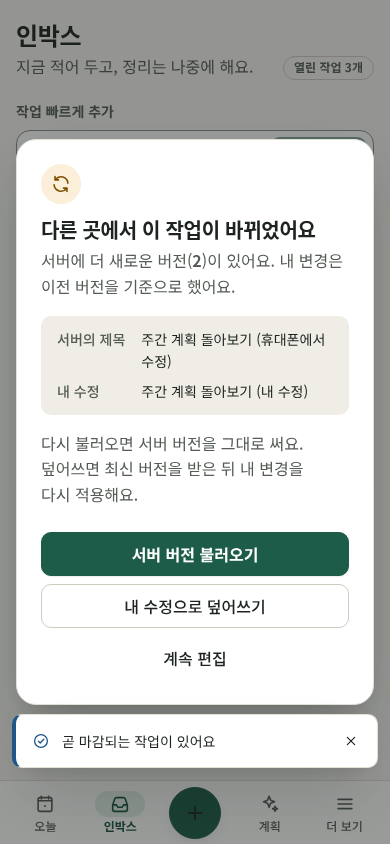 인박스
지금 적어 두고, 정리는 나중에 해요.
열린 작업 3개
작업 빠르게 추가
다른 곳에서 이 작업이 바뀌었어요
서버에 더 새로운 버전(2)이 있어요. 내 변경은
이전 버전을 기준으로 했어요.
서버의 제목 주간 계획 돌아보기 (휴대폰에서
수정)
내 수정 주간 계획 돌아보기 (내 수정)
다시 불러오면 서버 버전을 그대로 써요.
덮어쓰면 최신 버전을 받은 뒤 내 변경을
다시 적용해요.
서버 버전 불러오기
내 수정으로 덮어쓰기
계속 편집
곧 마감되는 작업이 있어요
오늘 인박스 계획 더 보기